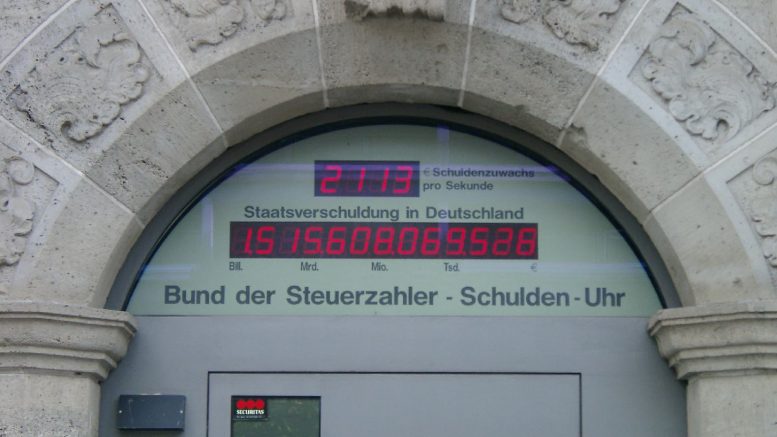 2113 € Schuldenzuwachs
pro Sekunde
Staatsverschuldung in Deutschland
1.515.608.069.528
Bill. Mrd. Mio. Tsd. €
Bund der Steuerzahler - Schulden - Uhr
SECURITAS